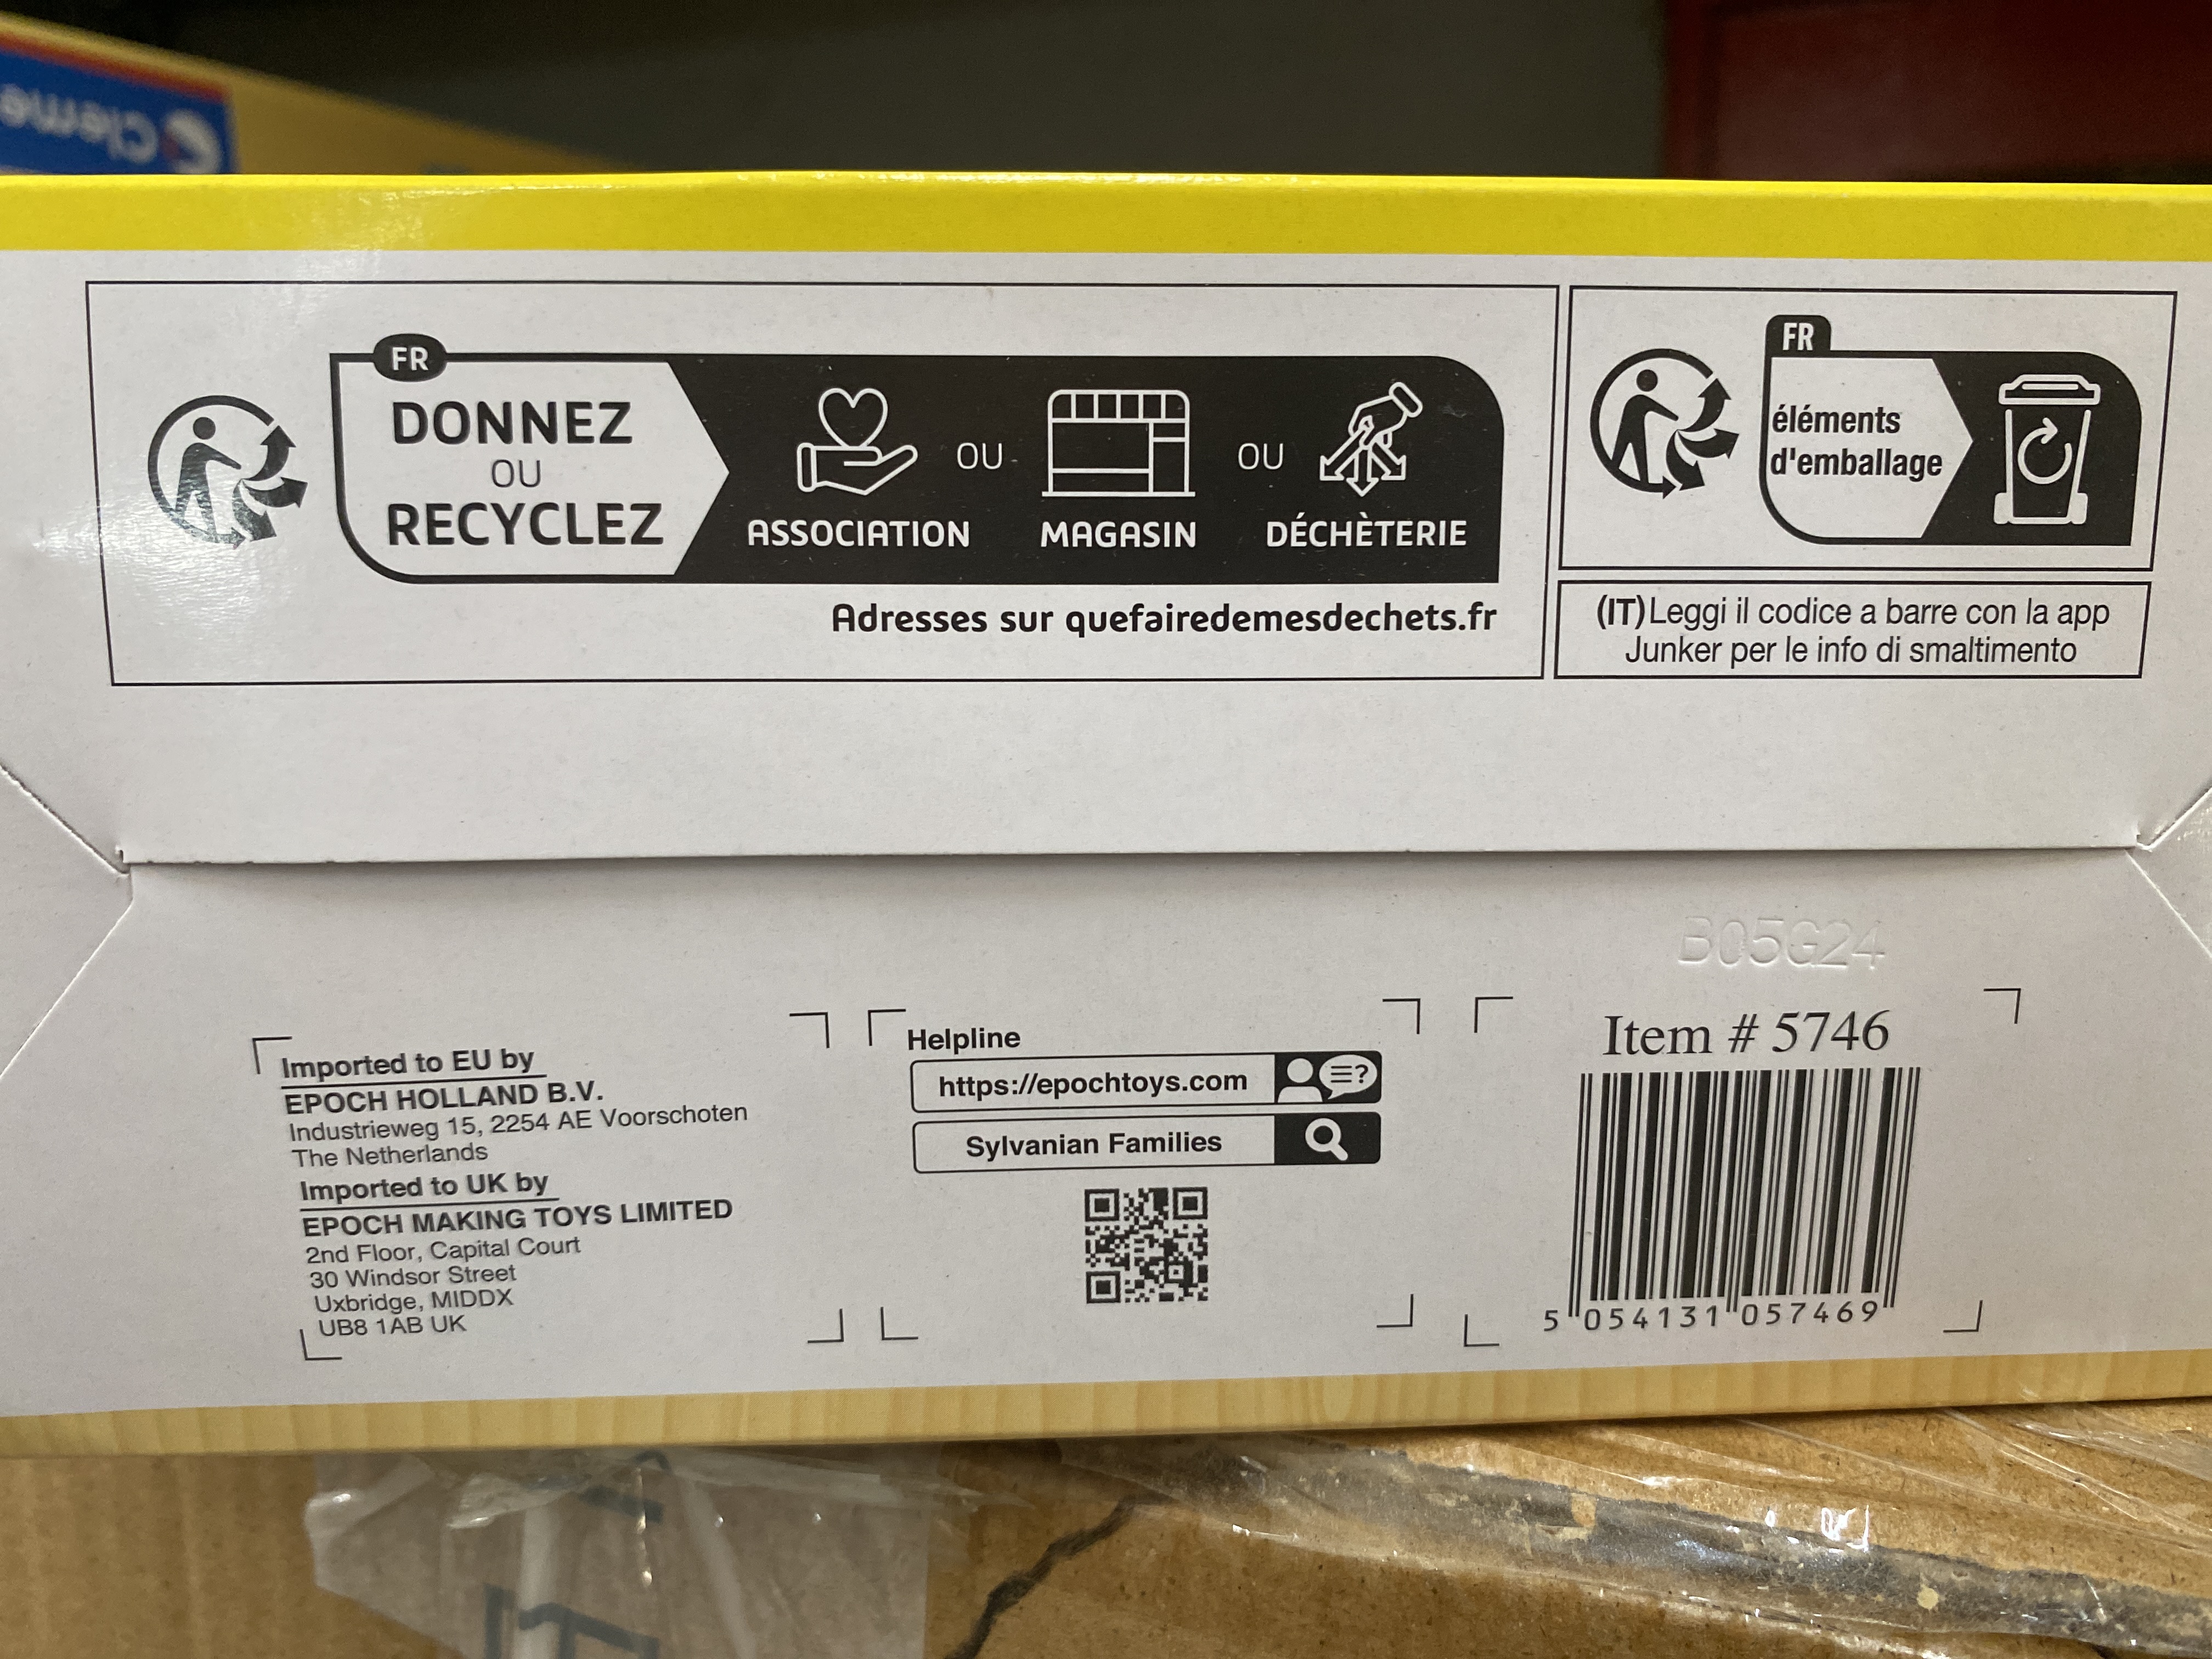 Cleme
FR
DONNEZ
OU
RECYCLEZ
OU
OU
ASSOCIATION
MAGASIN
DÉCHÈTERIE
Adresses sur quefairedemesdechets.fr
FR
éléments
d'emballage
(IT)Leggi il codice a barre con la app
Junker per le info di smaltimento
B05G24
Imported to EU by
EPOCH HOLLAND B.V.
Industrieweg 15, 2254 AE Voorschoten
The Netherlands
Imported to UK by
EPOCH MAKING TOYS LIMITED
2nd Floor, Capital Court
30 Windsor Street
Uxbridge, MIDDX
UB8 1AB UK
Helpline
https://epochtoys.com
Sylvanian Families
Item # 5746
5 054131 057469